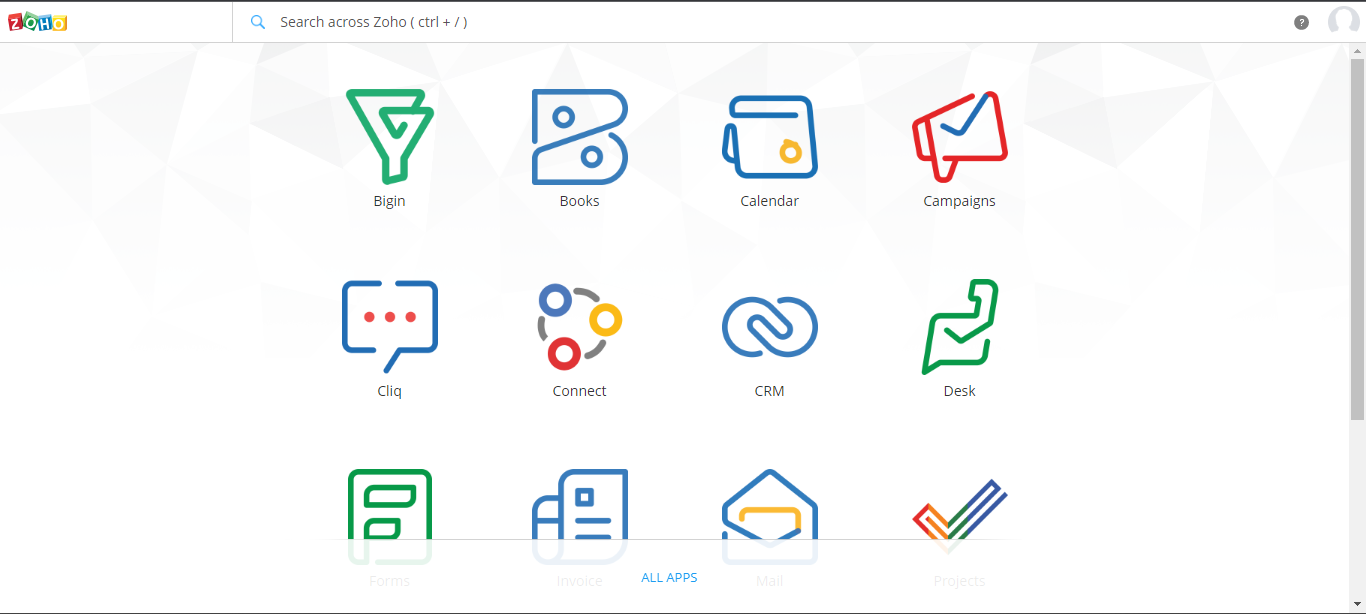 ZOHO
Search across Zoho ( ctrl + / )
?
Bigin
Books
Calendar
Campaigns
Cliq
Connect
CRM
Desk
Forms
Invoice
Mail
Projects
ALL APPS